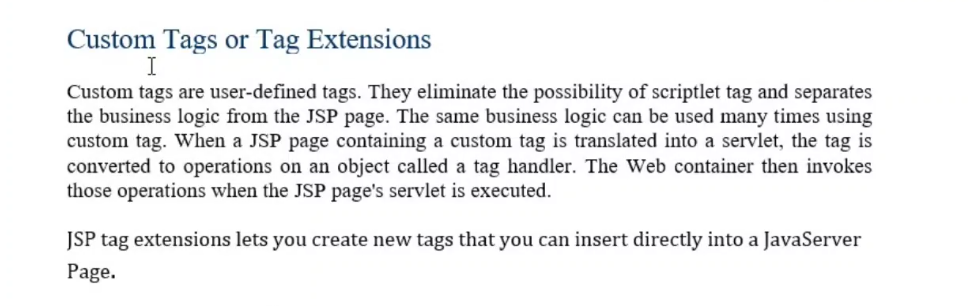 Custom Tags or Tag Extensions
Custom tags are user-defined tags. They eliminate the possibility of scriptlet tag and separates
the business logic from the JSP page. The same business logic can be used many times using
custom tag. When a JSP page containing a custom tag is translated into a servlet, the tag is
converted to operations on an object called a tag handler. The Web container then invokes
those operations when the JSP page's servlet is executed.
JSP tag extensions lets you create new tags that you can insert directly into a JavaServer
Page.